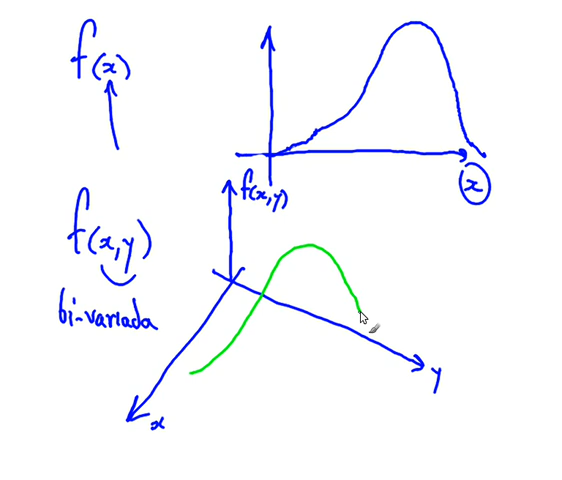 f(x)
x
f(x,y)
f(x,y)
bi-variada
y
x